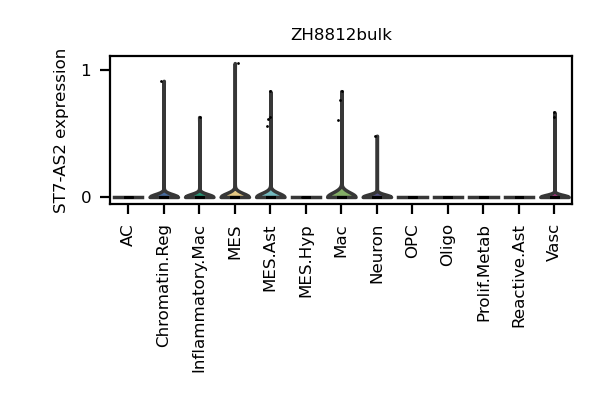 ZH8812bulk
ST7-AS2 expression
1
0
AC
Chromatin.Reg
Inflammatory.Mac
MES
MES.Ast
MES.Hyp
Mac
Neuron
OPC
Oligo
Prolif.Metab
Reactive.Ast
Vasc